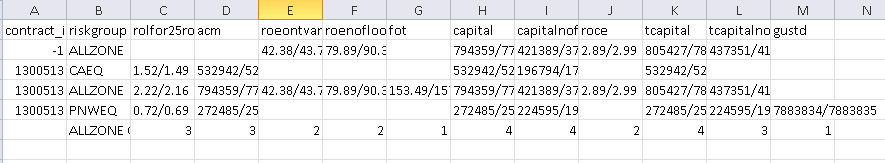 A B C D E F G H I J K L M N
contract_i riskgroup rolfor25ro acm roeontvar roenofloo fot capital capitalnof roce tcapital tcapitalno gustd
-1 ALLZONE 42.38/43.7 79.89/90.3 794359/77 421389/37 2.89/2.99 805427/78 437351/41
1300513 CAEQ 1.52/1.49 532942/52 532942/52 196794/17 532942/52
1300513 ALLZONE 2.22/2.16 794359/77 42.38/43.7 79.89/90.3 153.49/15 794359/77 421389/37 2.89/2.99 805427/78 437351/41
1300513 PNWEQ 0.72/0.69 272485/25 272485/25 224595/19 272485/25 224595/19 7883834/7883835
ALLZONE 3 3 2 2 1 4 4 2 4 3 1